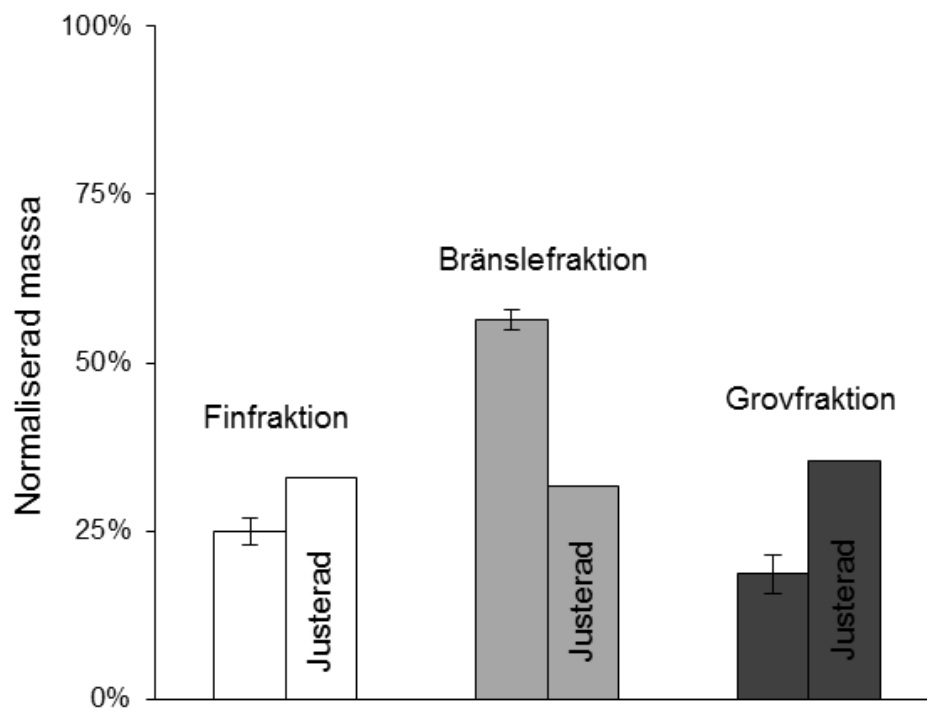 100%
75%
50%
25%
0%
Normaliserad massa
Finfraktion
Bränslefraktion
Grovfraktion
Justerad
Justerad
Justerad